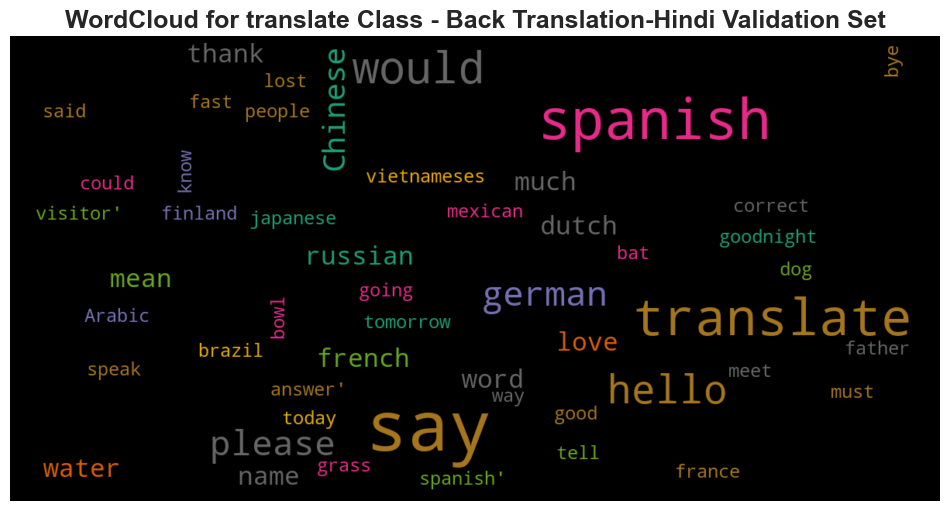 WordCloud for translate Class - Back Translation-Hindi Validation Set
thank
would
bye
Chinese
lost
fast
people
said
spanish
know
could
vietnameses
much
visitor'
finland
japanese
mexican
correct
dutch
goodnight
russian
bat
dog
mean
going
german
Arabic
bowl
tomorrow
translate
brazil
love
father
french
speak
word
meet
answer'
way
hello
must
today
say
good
please
tell
water
name
grass
spanish'
france